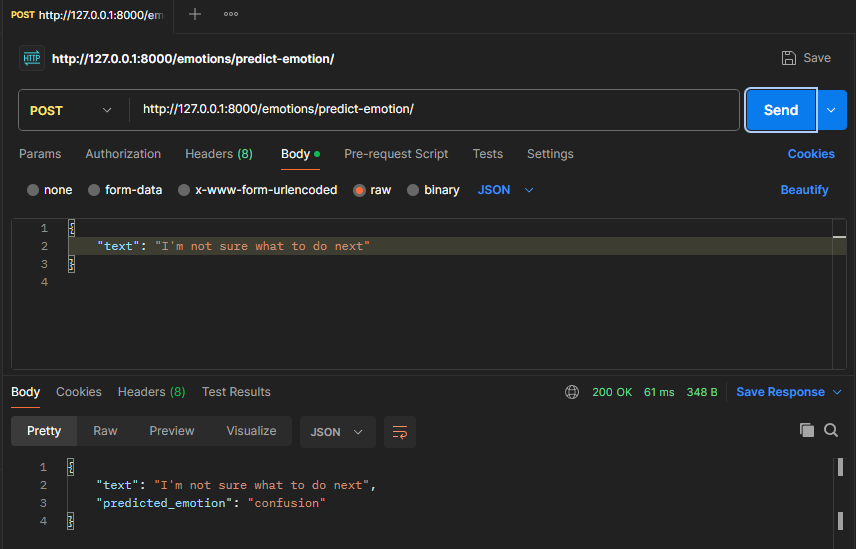 POST http://127.0.0.1:8000/em
HTTP http://127.0.0.1:8000/emotions/predict-emotion/ Save
POST http://127.0.0.1:8000/emotions/predict-emotion/ Send
Params Authorization Headers (8) Body Pre-request Script Tests Settings Cookies
none form-data x-www-form-urlencoded raw binary JSON Beautify
1 {
2 "text": "I'm not sure what to do next"
3 }
4
Body Cookies Headers (8) Test Results 200 OK 61 ms 348 B Save Response
Pretty Raw Preview Visualize JSON
1 {
2 "text": "I'm not sure what to do next",
3 "predicted_emotion": "confusion"
4 }